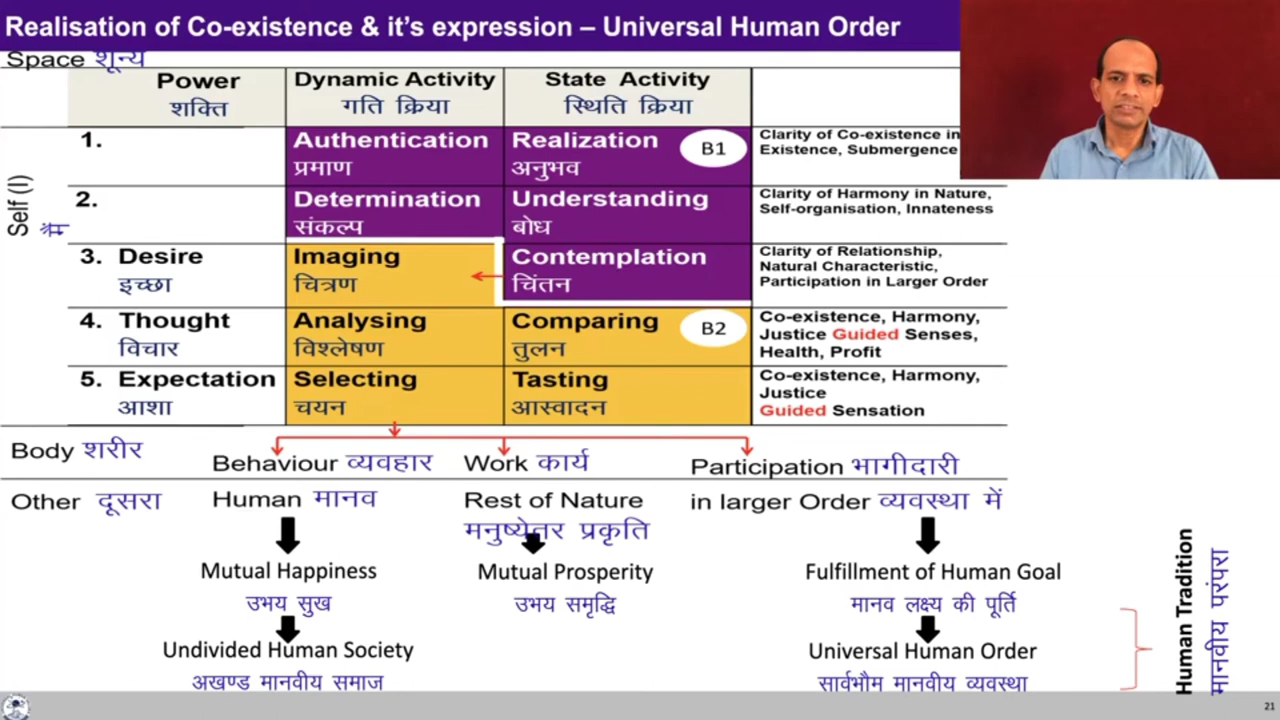 Realisation of Co-existence & it's expression – Universal Human Order
Space शून्य
Power
शक्ति
Dynamic Activity
गति क्रिया
State Activity
स्थिति क्रिया
Self (I)
मैं
1.
Authentication
प्रमाण
Realization
अनुभव
B1
Clarity of Co-existence in
Existence, Submergence
2.
Determination
संकल्प
Understanding
बोध
Clarity of Harmony in Nature,
Self-organisation, Innateness
3. Desire
इच्छा
Imaging
चित्रण
Contemplation
चिंतन
Clarity of Relationship,
Natural Characteristic,
Participation in Larger Order
4. Thought
विचार
Analysing
विश्लेषण
Comparing
तुलन
B2
Co-existence, Harmony,
Justice Guided Senses,
Health, Profit
5. Expectation
आशा
Selecting
चयन
Tasting
आस्वादन
Co-existence, Harmony,
Justice
Guided Sensation
Body शरीर
Behaviour व्यवहार
Work कार्य
Participation भागीदारी
Other दूसरा
Human मानव
Rest of Nature
मनुष्येतर प्रकृति
in larger Order व्यवस्था में
Mutual Happiness
उभय सुख
Mutual Prosperity
उभय समृद्धि
Fulfillment of Human Goal
मानव लक्ष्य की पूर्ति
Undivided Human Society
अखण्ड मानवीय समाज
Universal Human Order
सार्वभौम मानवीय व्यवस्था
Human Tradition
मानवीय परंपरा
21